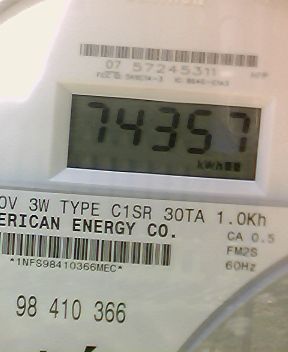 07 57245311
74357
kWh
0V 3W TYPE C1SR 30TA 1.0Kh
ERICAN ENERGY CO.
CA 0.5
FM2S
60Hz
*1NFS98410366MEC*
98 410 366